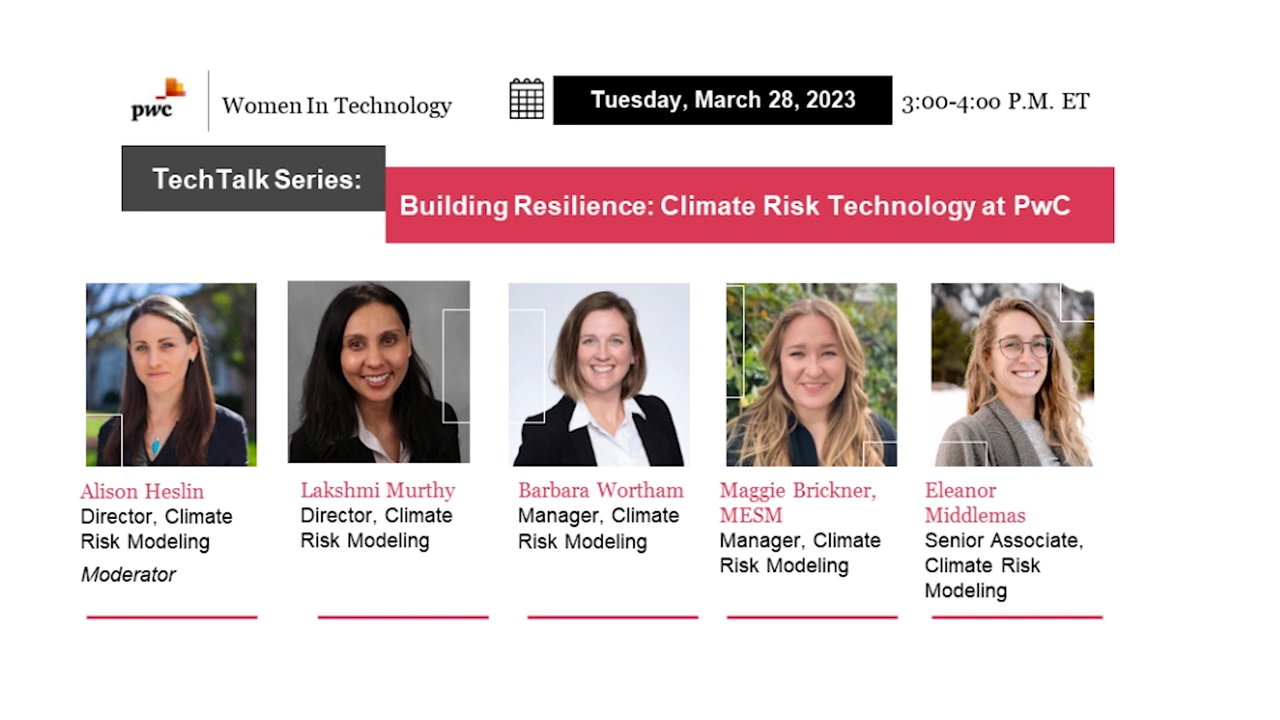 pwc
Women In Technology
Tuesday, March 28, 2023
3:00-4:00 P.M. ET
TechTalk Series:
Building Resilience: Climate Risk Technology at PwC
Alison Heslin
Director, Climate
Risk Modeling
Moderator
Lakshmi Murthy
Director, Climate
Risk Modeling
Barbara Wortham
Manager, Climate
Risk Modeling
Maggie Brickner,
MESM
Manager, Climate
Risk Modeling
Eleanor
Middlemas
Senior Associate,
Climate Risk
Modeling